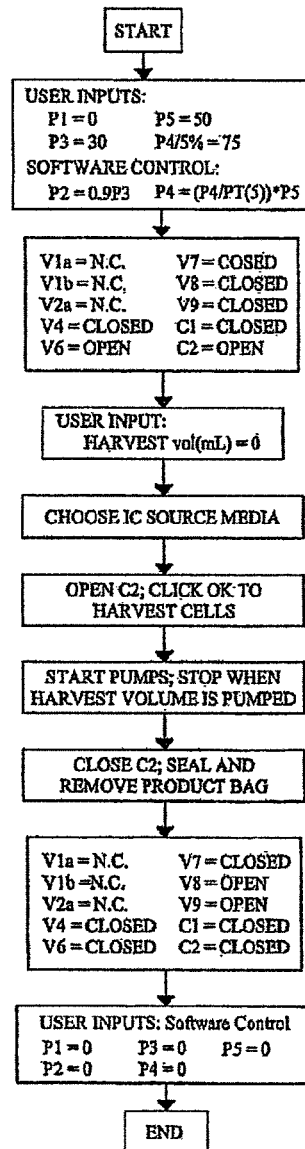 START
USER INPUTS:
P1 = 0 P5 = 50
P3 = 30 P4/5% = 75
SOFTWARE CONTROL:
P2 = 0.9P3 P4 = (P4/PT(5))*P5
V1a = N.C. V7 = COSED
V1b = N.C. V8 = CLOSED
V2a = N.C. V9 = CLOSED
V4 = CLOSED C1 = CLOSED
V6 = OPEN C2 = OPEN
USER INPUT:
HARVEST vol(mL) = 0
CHOOSE IC SOURCE MEDIA
OPEN C2; CLICK OK TO
HARVEST CELLS
START PUMPS; STOP WHEN
HARVEST VOLUME IS PUMPED
CLOSE C2; SEAL AND
REMOVE PRODUCT BAG
V1a = N.C. V7 = CLOSED
V1b = N.C. V8 = OPEN
V2a = N.C. V9 = OPEN
V4 = CLOSED C1 = CLOSED
V6 = CLOSED C2 = CLOSED
USER INPUTS: Software Control
P1 = 0 P3 = 0 P5 = 0
P2 = 0 P4 = 0
END